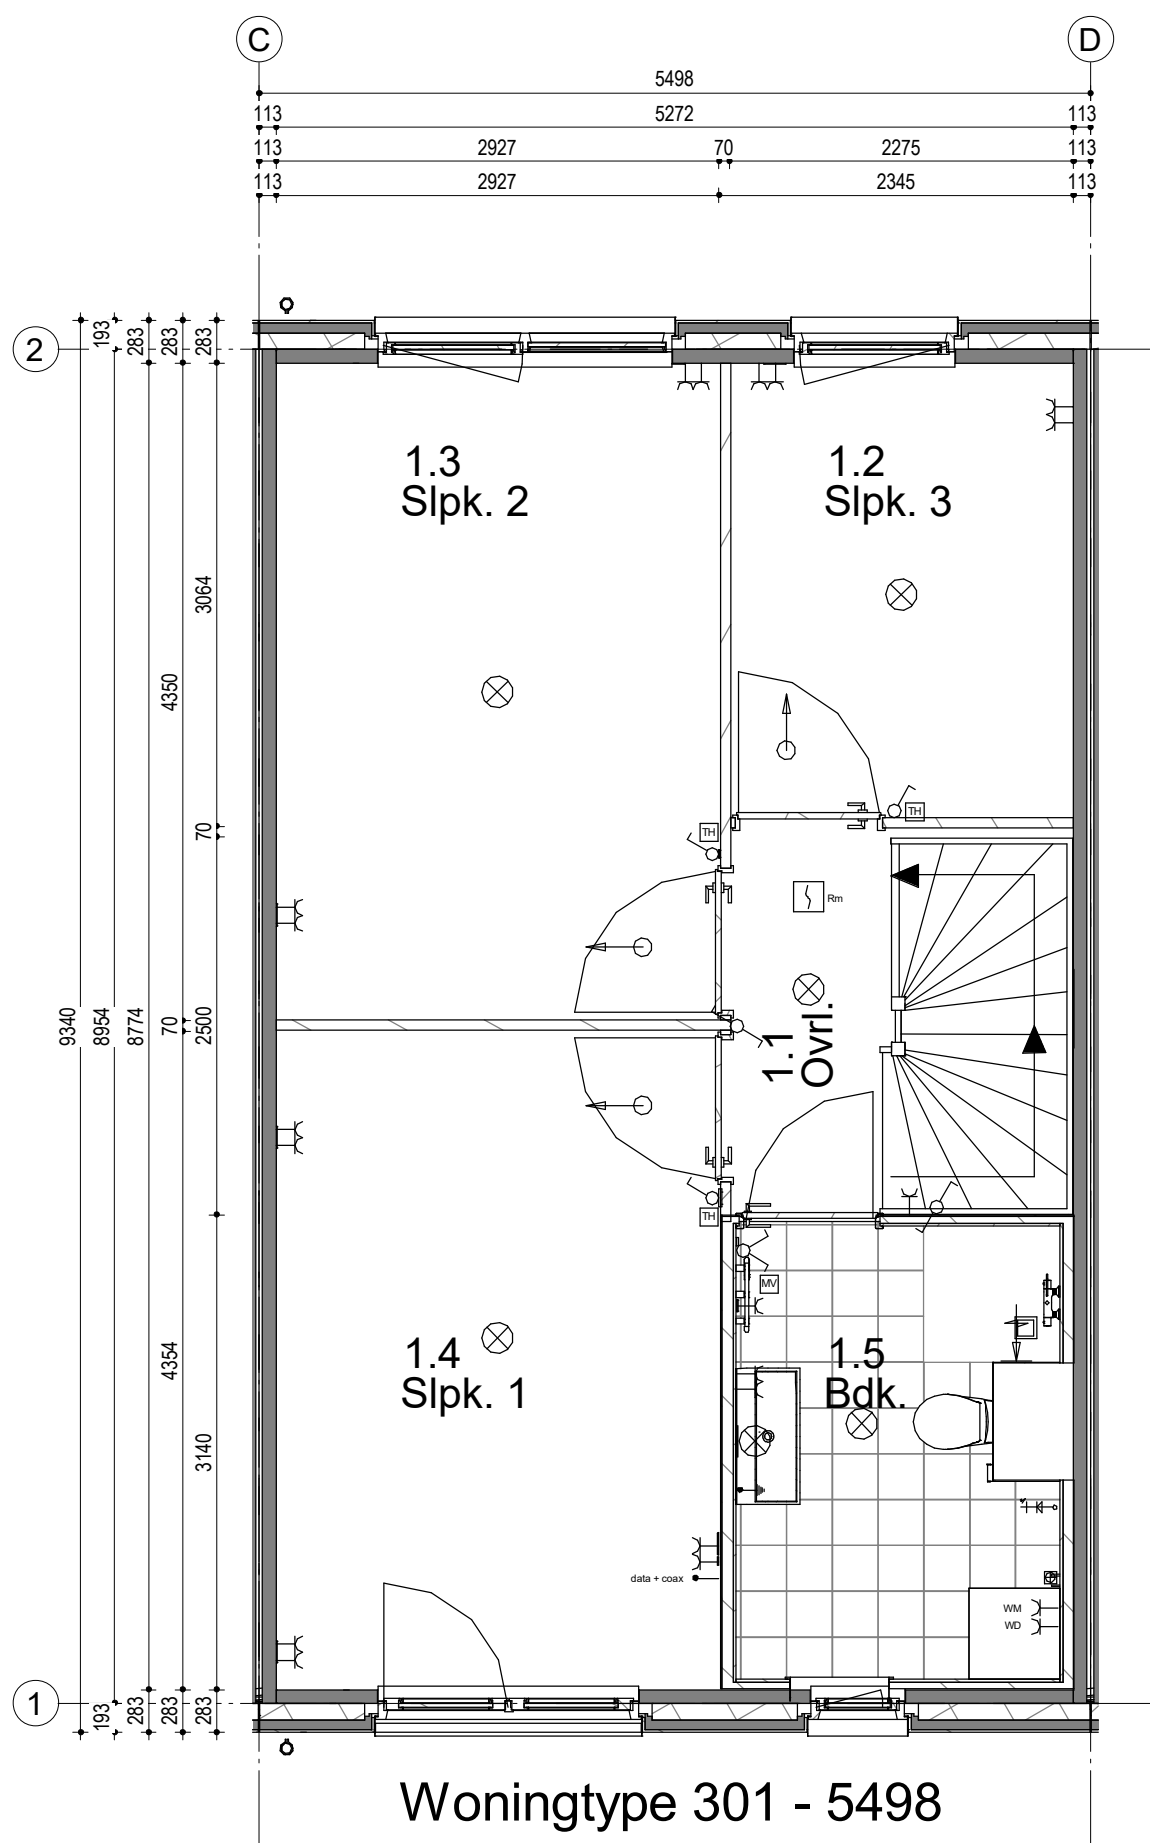 C
D
5498
113
5272
113
113
2927
70
2275
113
113
2927
2345
113
2
193
283
283
283
1.3
Slpk. 2
1.2
Slpk. 3
3064
4350
70
TH
TH
Rm
9340
8954
8774
70
2500
1.1
Ovrl.
TH
MV
1.4
Slpk. 1
1.5
Bdk.
4354
3140
data + coax
WM
WD
1
193
283
283
283
Woningtype 301 - 5498